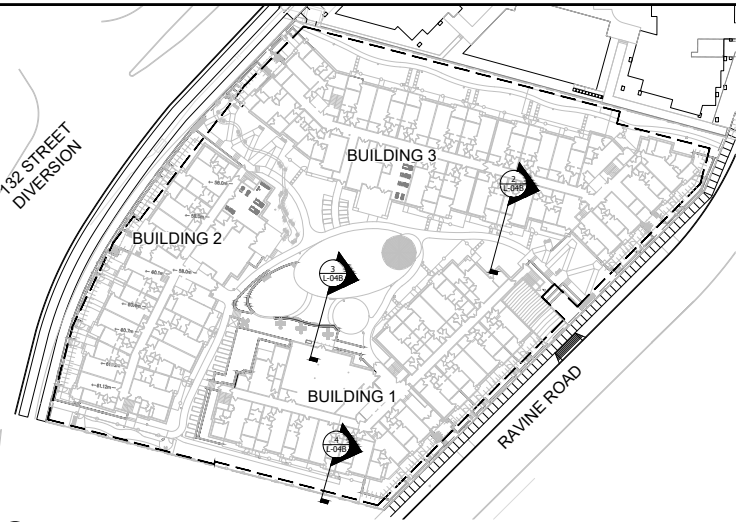 132 STREET
DIVERSION
BUILDING 3
2
L-04B
BUILDING 2
3
L-04B
BUILDING 1
RAVINE ROAD
4
L-04B